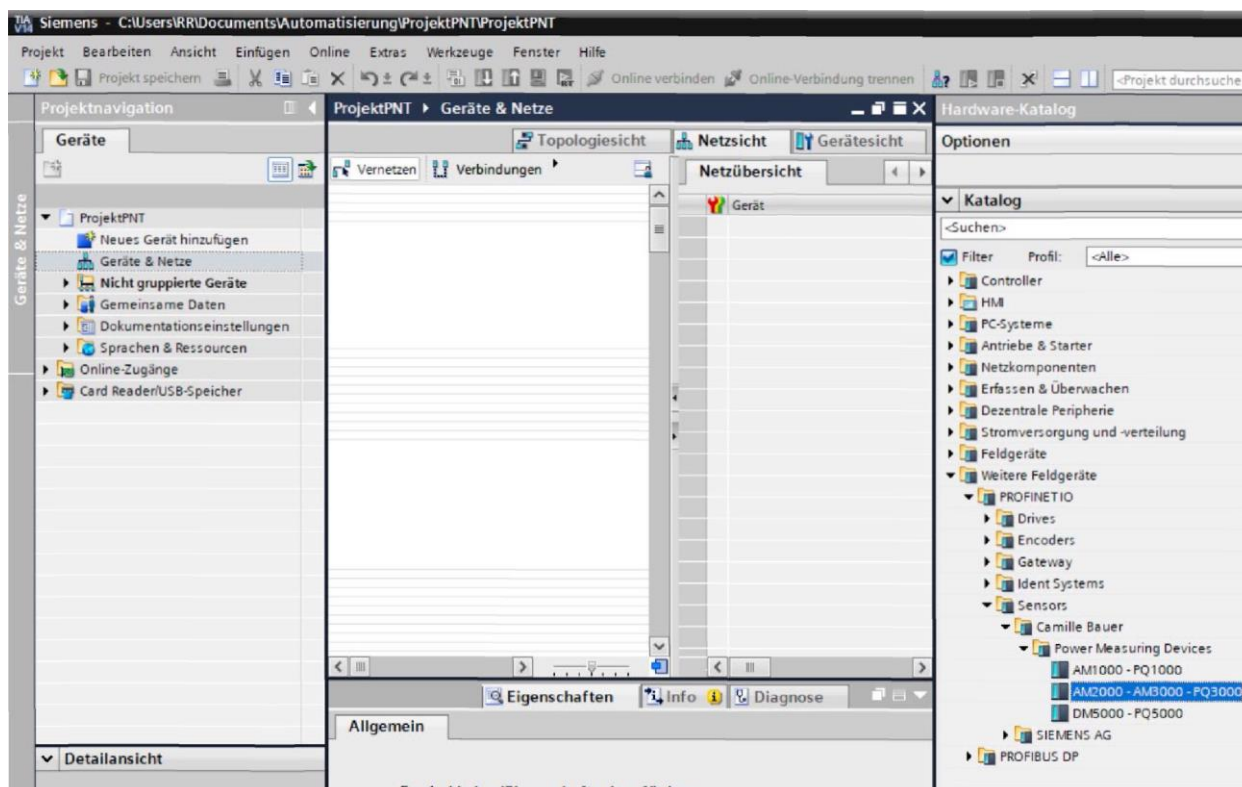 TIA V14 Siemens - C:\Users\RR\Documents\Automatisierung\ProjektPNT\ProjektPNT
Projekt Bearbeiten Ansicht Einfügen Online Extras Werkzeuge Fenster Hilfe
Projekt speichern Online verbinden Online-Verbindung trennen <Projekt durchsuche
Projektnavigation
Geräte
Geräte & Netze
ProjektPNT
Neues Gerät hinzufügen
Geräte & Netze
Nicht gruppierte Geräte
Gemeinsame Daten
Dokumentationseinstellungen
Sprachen & Ressourcen
Online-Zugänge
Card Reader/USB-Speicher
Detailansicht
ProjektPNT Geräte & Netze
Topologiesicht Netzsicht Gerätesicht
Vernetzen Verbindungen
Netzübersicht
Gerät
Eigenschaften Info Diagnose
Allgemein
Hardware-Katalog
Optionen
Katalog
<Suchen>
Filter Profil: <Alle>
Controller
HMI
PC-Systeme
Antriebe & Starter
Netzkomponenten
Erfassen & Überwachen
Dezentrale Peripherie
Stromversorgung und -verteilung
Feldgeräte
Weitere Feldgeräte
PROFINET IO
Drives
Encoders
Gateway
Ident Systems
Sensors
Camille Bauer
Power Measuring Devices
AM1000 - PQ1000
AM2000 - AM3000 - PQ3000
DM5000 - PQ5000
SIEMENS AG
PROFIBUS DP